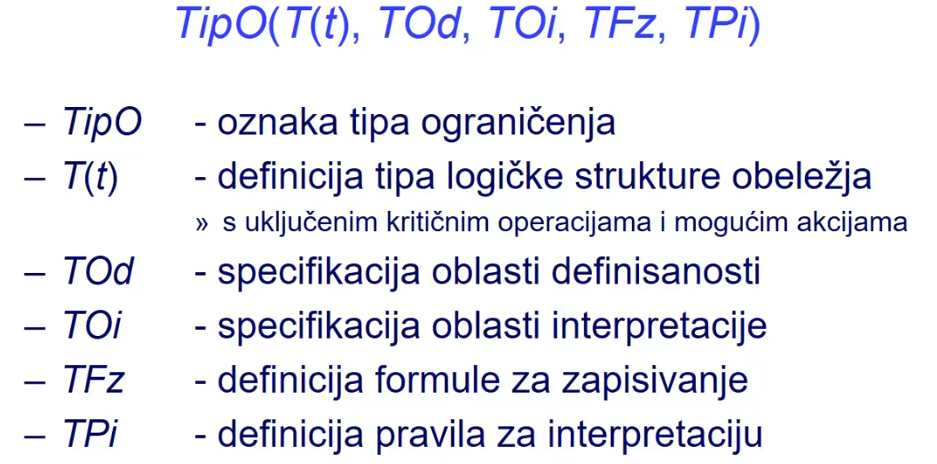 TipO(T(t), TOd, TOi, TFz, TPi)
– TipO - oznaka tipa ograničenja
– T(t) - definicija tipa logičke strukture obeležja
» s uključenim kritičnim operacijama i mogućim akcijama
– TOd - specifikacija oblasti definisanosti
– TOi - specifikacija oblasti interpretacije
– TFz - definicija formule za zapisivanje
– TPi - definicija pravila za interpretaciju